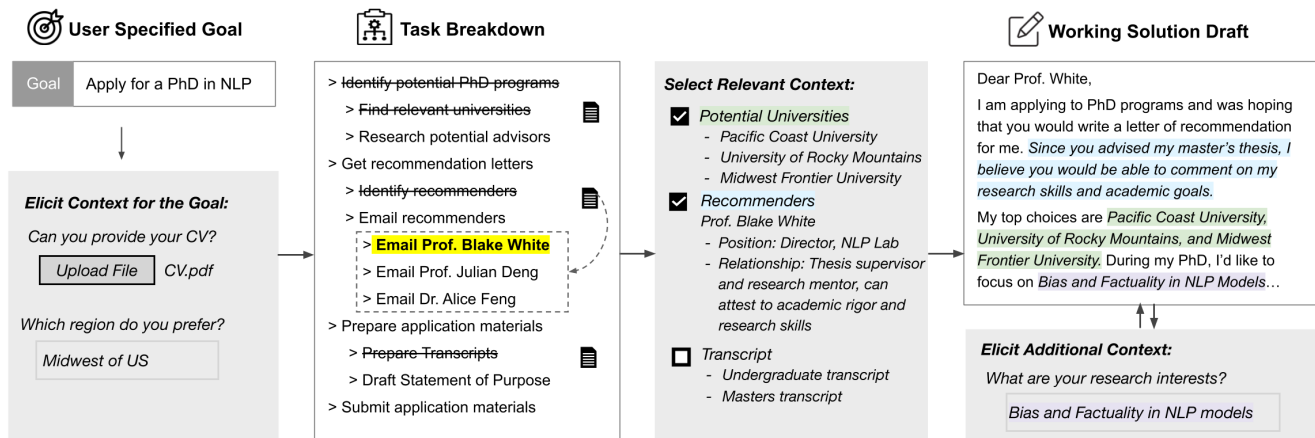 User Specified Goal
Goal
Apply for a PhD in NLP
Elicit Context for the Goal:
Can you provide your CV?
Upload File
CV.pdf
Which region do you prefer?
Midwest of US
Task Breakdown
> Identify potential PhD programs
> Find relevant universities
> Research potential advisors
> Get recommendation letters
> Identify recommenders
> Email recommenders
> Email Prof. Blake White
> Email Prof. Julian Deng
> Email Dr. Alice Feng
> Prepare application materials
> Prepare Transcripts
> Draft Statement of Purpose
> Submit application materials
Select Relevant Context:
Potential Universities
- Pacific Coast University
- University of Rocky Mountains
- Midwest Frontier University
Recommenders
Prof. Blake White
- Position: Director, NLP Lab
- Relationship: Thesis supervisor
and research mentor, can
attest to academic rigor and
research skills
Transcript
- Undergraduate transcript
- Masters transcript
Working Solution Draft
Dear Prof. White,
I am applying to PhD programs and was hoping
that you would write a letter of recommendation
for me. Since you advised my master's thesis, I
believe you would be able to comment on my
research skills and academic goals.
My top choices are Pacific Coast University,
University of Rocky Mountains, and Midwest
Frontier University. During my PhD, I'd like to
focus on Bias and Factuality in NLP Models…
Elicit Additional Context:
What are your research interests?
Bias and Factuality in NLP models